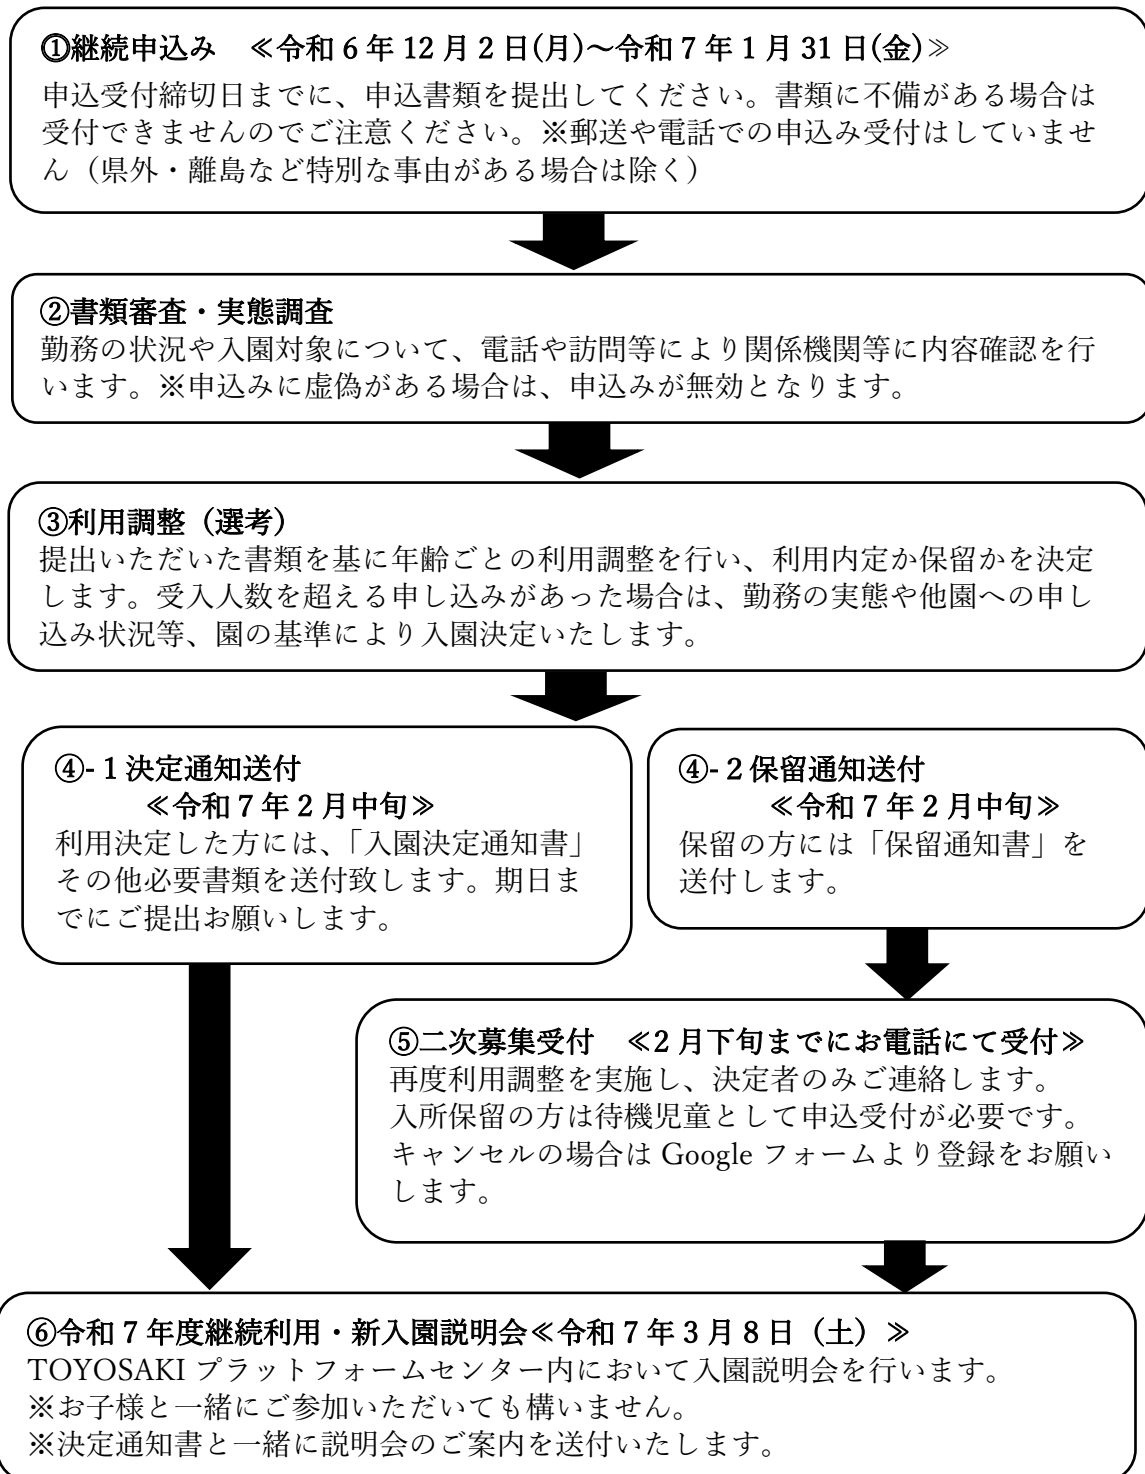 ①継続申込み　≪令和 6 年 12 月 2 日(月)～令和 7 年 1 月 31 日(金)≫
申込受付締切日までに、申込書類を提出してください。書類に不備がある場合は
受付できませんのでご注意ください。※郵送や電話での申込み受付はしていませ
ん（県外・離島など特別な事由がある場合は除く）
②書類審査・実態調査
勤務の状況や入園対象について、電話や訪問等により関係機関等に内容確認を行
います。※申込みに虚偽がある場合は、申込みが無効となります。
③利用調整（選考）
提出いただいた書類を基に年齢ごとの利用調整を行い、利用内定か保留かを決定
します。受入人数を超える申し込みがあった場合は、勤務の実態や他園への申し
込み状況等、園の基準により入園決定いたします。
④-１決定通知送付
≪令和 7 年 2 月中旬≫
利用決定した方には、「入園決定通知書」
その他必要書類を送付致します。期日ま
でにご提出お願いします。
④-２保留通知送付
≪令和 7 年 2 月中旬≫
保留の方には「保留通知書」を
送付します。
⑤二次募集受付　≪2 月下旬までにお電話にて受付≫
再度利用調整を実施し、決定者のみご連絡します。
入所保留の方は待機児童として申込受付が必要です。
キャンセルの場合は Google フォームより登録をお願い
します。
⑥令和 7 年度継続利用・新入園説明会≪令和 7 年 3 月 8 日（土）≫
TOYOSAKI プラットフォームセンター内において入園説明会を行います。
※お子様と一緒にご参加いただいても構いません。
※決定通知書と一緒に説明会のご案内を送付いたします。